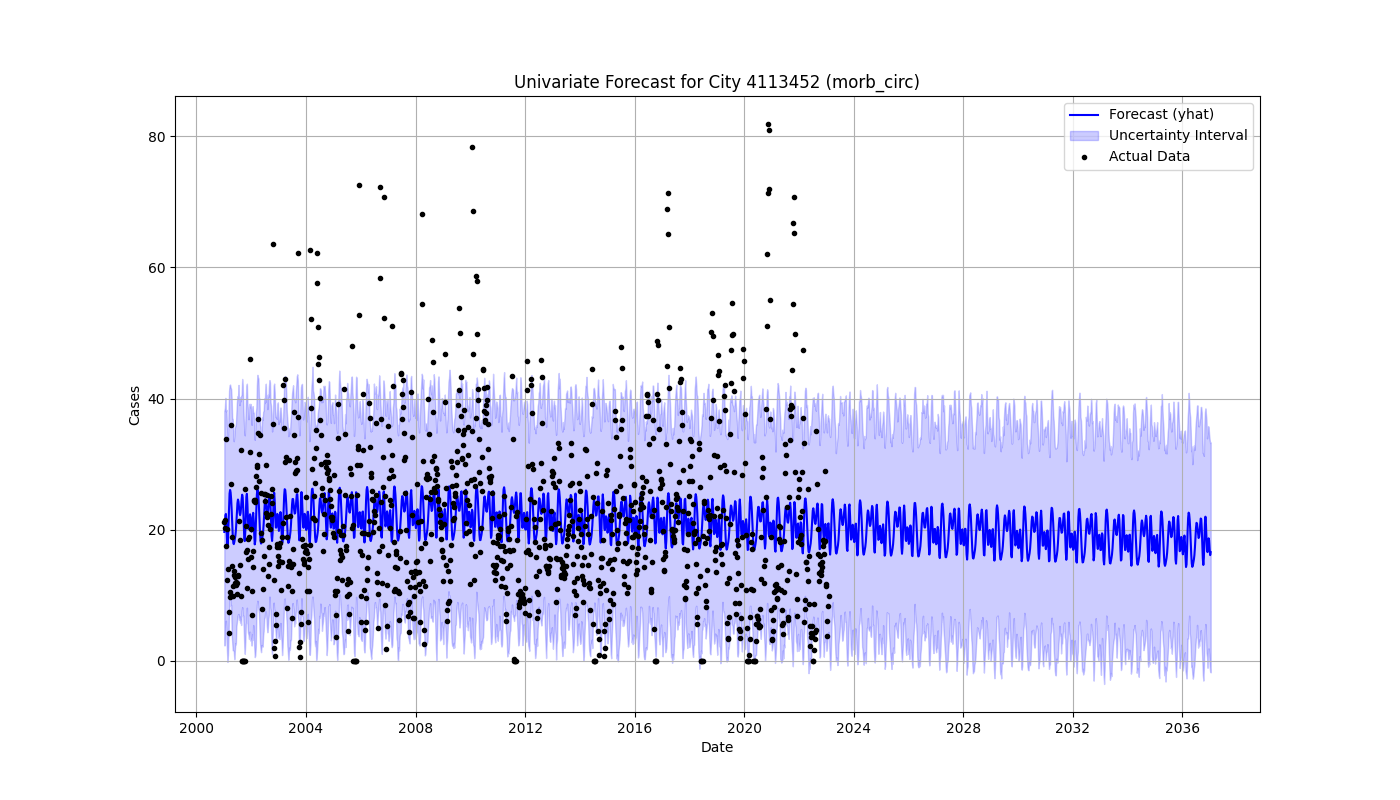 Univariate Forecast for City 4113452 (morb_circ)
Forecast (yhat)
Uncertainty Interval
Actual Data
Cases
80
60
40
20
0
2000 2004 2008 2012 2016 2020 2024 2028 2032 2036
Date